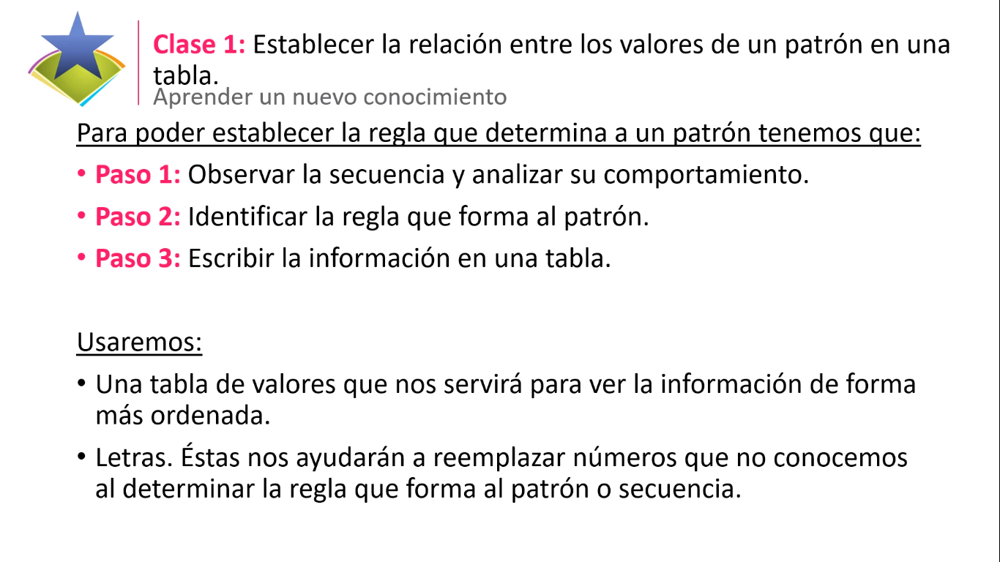 Clase 1: Establecer la relación entre los valores de un patrón en una
tabla.
Aprender un nuevo conocimiento
Para poder establecer la regla que determina a un patrón tenemos que:
• Paso 1: Observar la secuencia y analizar su comportamiento.
• Paso 2: Identificar la regla que forma al patrón.
• Paso 3: Escribir la información en una tabla.
Usaremos:
• Una tabla de valores que nos servirá para ver la información de forma
más ordenada.
• Letras. Éstas nos ayudarán a reemplazar números que no conocemos
al determinar la regla que forma al patrón o secuencia.